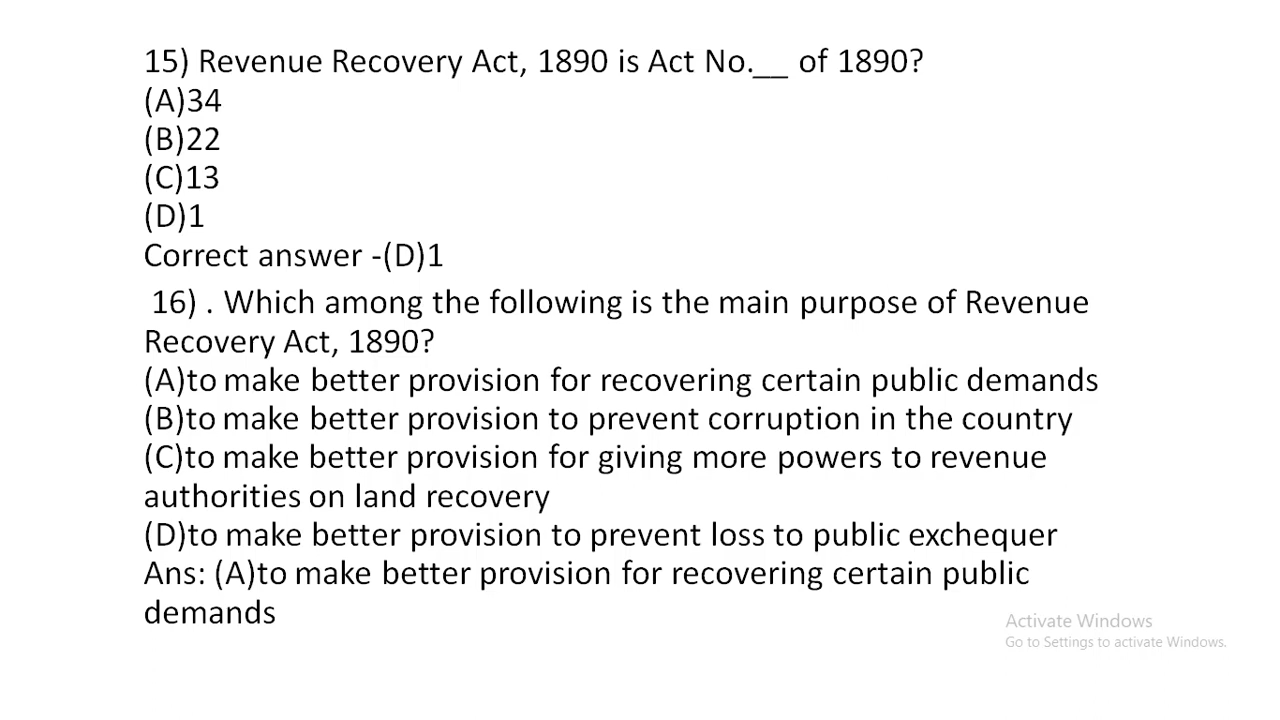 15) Revenue Recovery Act, 1890 is Act No.__ of 1890?
(A)34
(B)22
(C)13
(D)1
Correct answer -(D)1
16) . Which among the following is the main purpose of Revenue
Recovery Act, 1890?
(A)to make better provision for recovering certain public demands
(B)to make better provision to prevent corruption in the country
(C)to make better provision for giving more powers to revenue
authorities on land recovery
(D)to make better provision to prevent loss to public exchequer
Ans: (A)to make better provision for recovering certain public
demands
Activate Windows
Go to Settings to activate Windows.